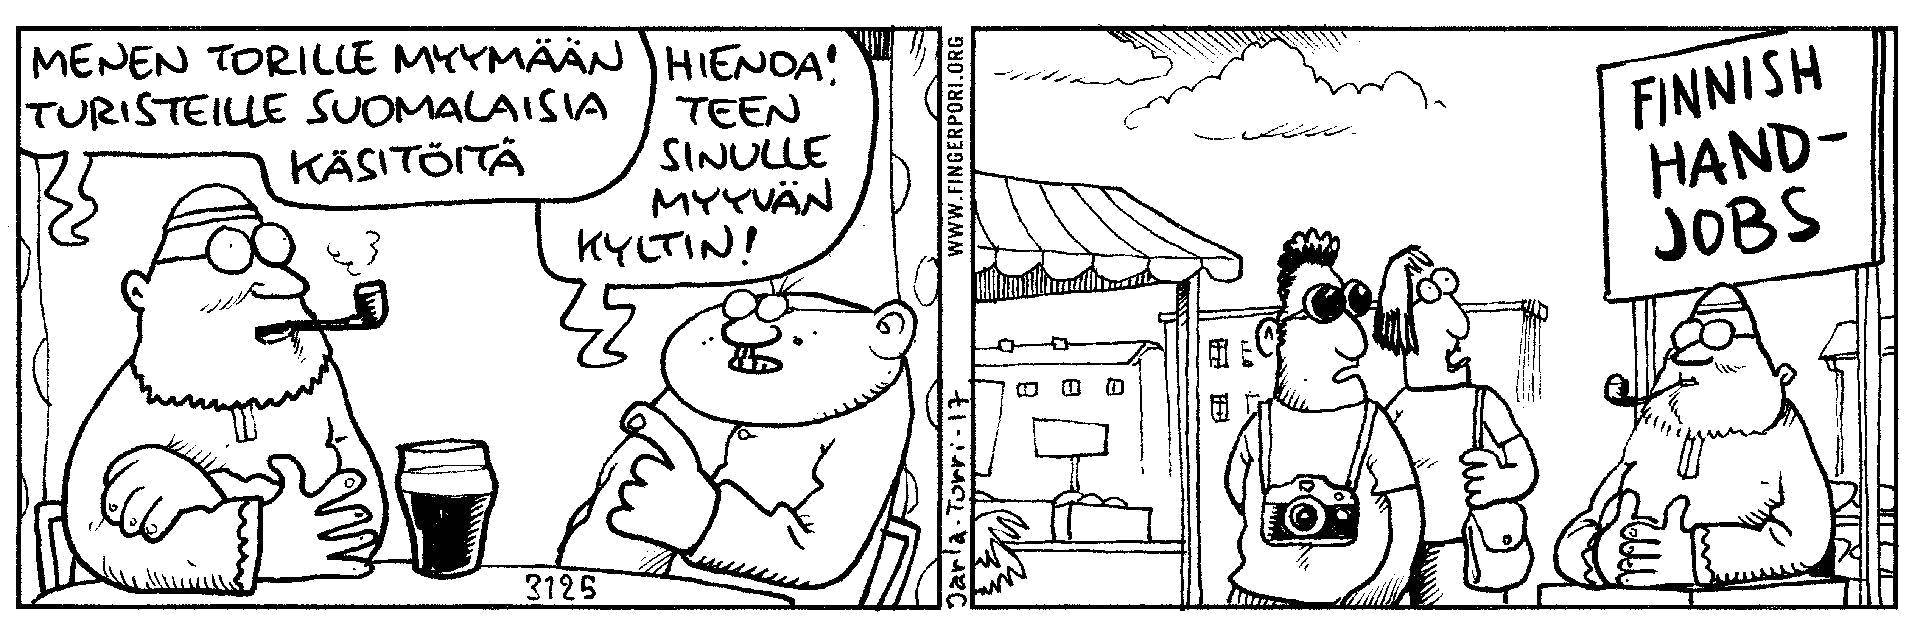 MENEN TORILLE MYYMÄÄN
TURISTEILLE SUOMALAISIA
KÄSITÖITÄ
HIENOA!
TEEN
SINULLE
MYYVÄN
KYLTIN!
3125
WWW.FINGERPORI.ORG
Jarla-Torri-17
FINNISH
HAND-
JOBS